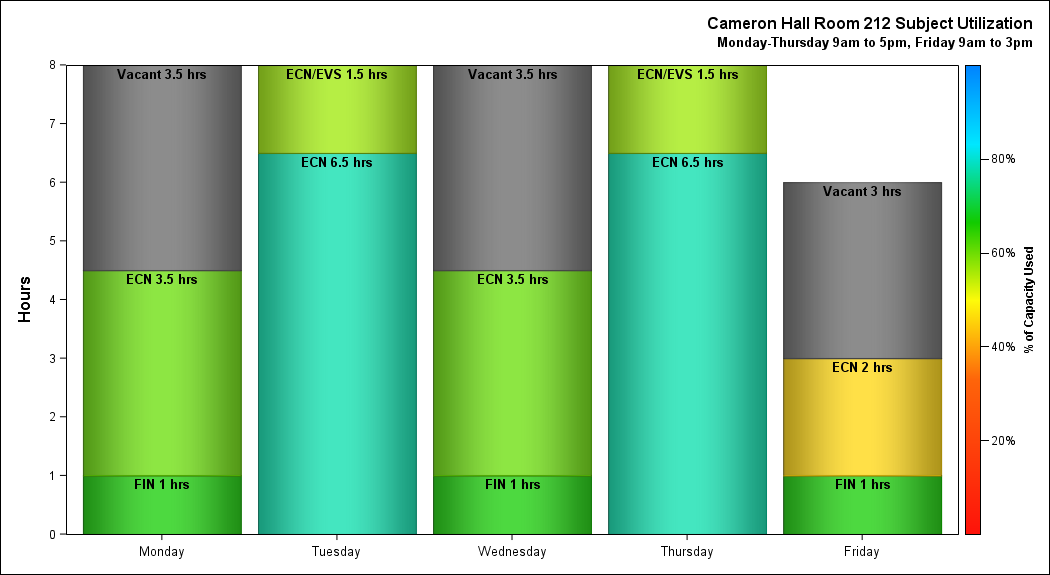 Cameron Hall Room 212 Subject Utilization
Monday-Thursday 9am to 5pm, Friday 9am to 3pm
Hours
8
7
6
5
4
3
2
1
0
Vacant 3.5 hrs
ECN 3.5 hrs
FIN 1 hrs
ECN/EVS 1.5 hrs
ECN 6.5 hrs
Vacant 3.5 hrs
ECN 3.5 hrs
FIN 1 hrs
ECN/EVS 1.5 hrs
ECN 6.5 hrs
Vacant 3 hrs
ECN 2 hrs
FIN 1 hrs
Monday
Tuesday
Wednesday
Thursday
Friday
80%
60%
40%
20%
% of Capacity Used